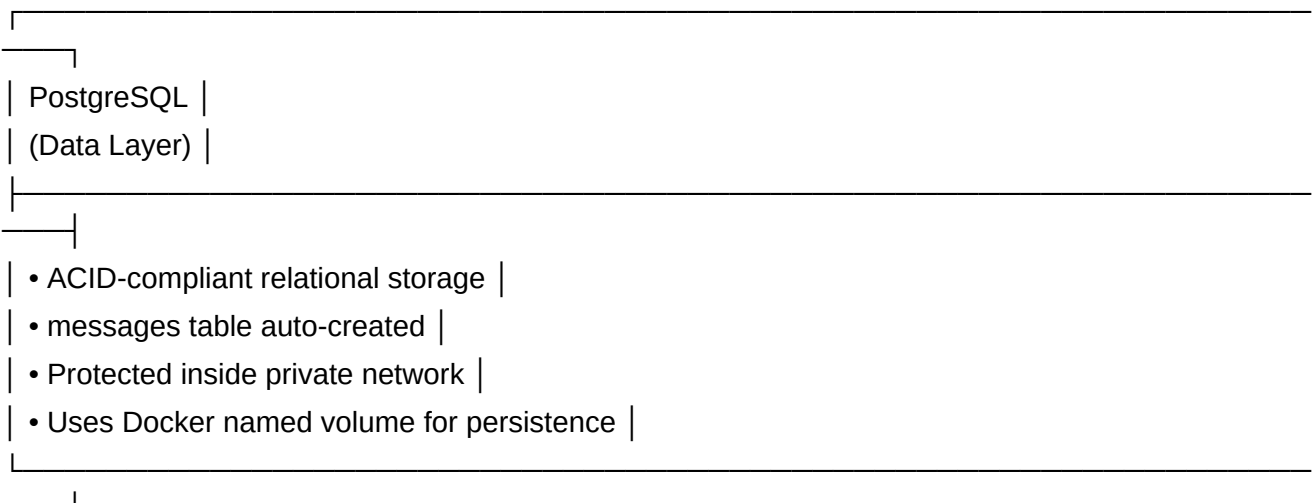 ┌──────────────────────────────────────────────────────────────
───┐
│ PostgreSQL │
│ (Data Layer) │
├──────────────────────────────────────────────────────────────
───┤
│ • ACID-compliant relational storage │
│ • messages table auto-created │
│ • Protected inside private network │
│ • Uses Docker named volume for persistence │
└──────────────────────────────────────────────────────────────